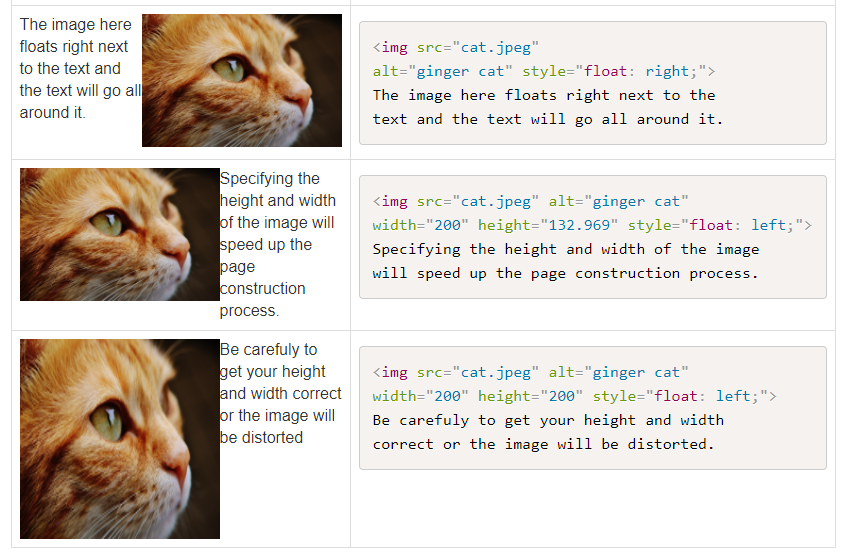 The image here
floats right next
to the text and
the text will go all
around it.
<img src="cat.jpeg"
alt="ginger cat" style="float: right;">
The image here floats right next to the
text and the text will go all around it.
Specifying the
height and width
of the image will
speed up the
page
construction
process.
<img src="cat.jpeg" alt="ginger cat"
width="200" height="132.969" style="float: left;">
Specifying the height and width of the image
will speed up the page construction process.
Be carefuly to
get your height
and width correct
or the image will
be distorted
<img src="cat.jpeg" alt="ginger cat"
width="200" height="200" style="float: left;">
Be carefuly to get your height and width
correct or the image will be distorted.